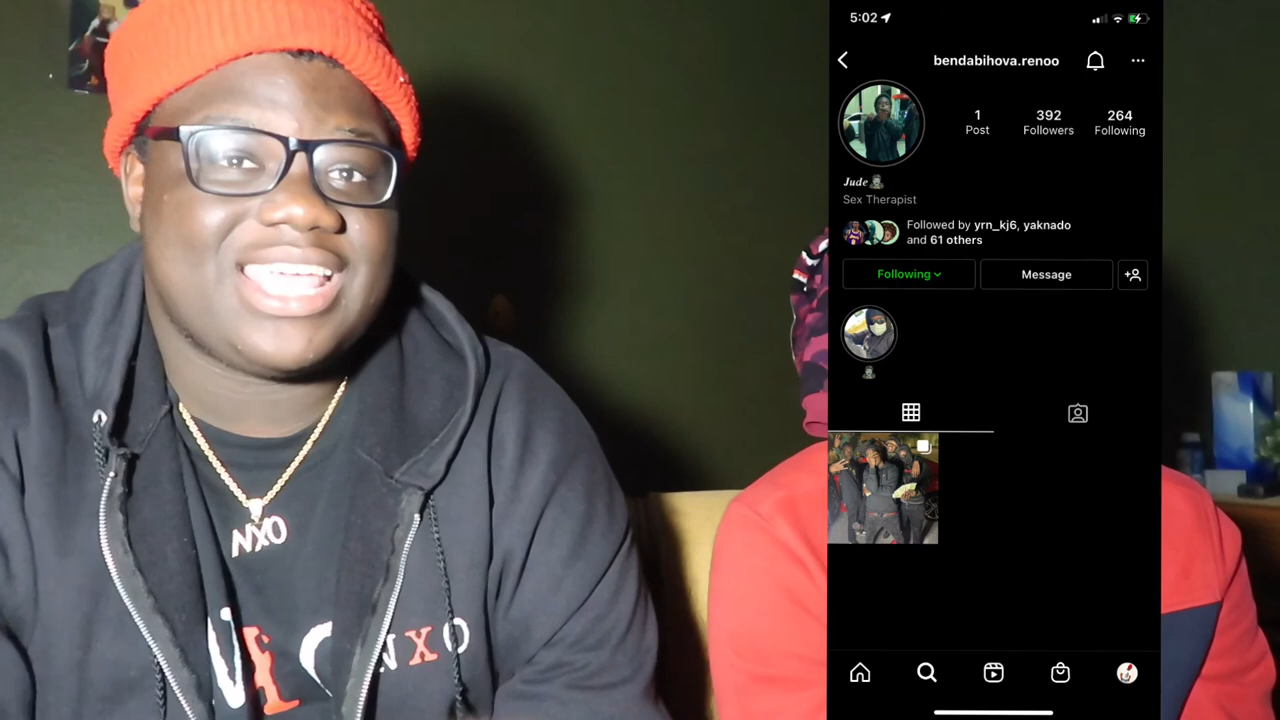 5:02
bendabihova.renoo
1
392
264
Post
Followers
Following
Jude
Sex Therapist
Followed by yrn_kj6, yaknado
and 61 others
Following
Message
NXO
NXO